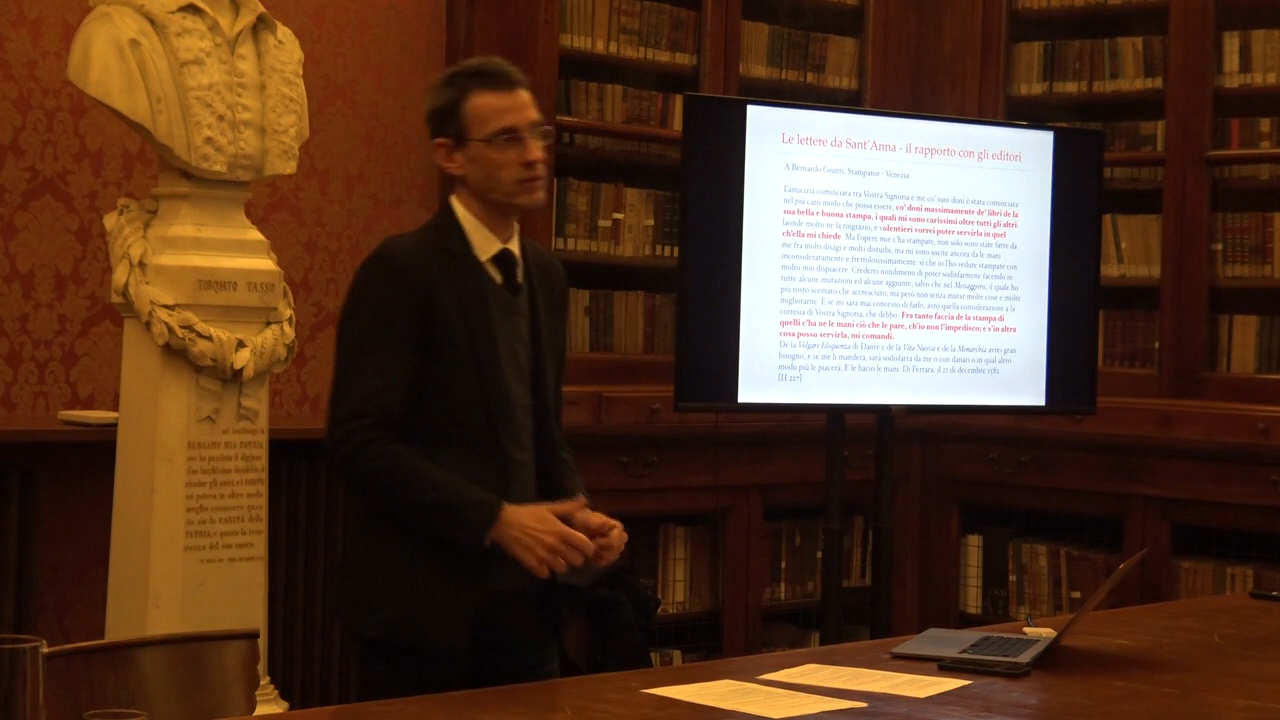 TORQUATO TASSO
Le lettere da Sant'Anna - il rapporto con gli editori
A Bernardo Giunti, Stampator - Venezia
L'amicizia cominciata tra Vostra Signoria e me co' suoi doni è stata cominciata
nel più caro modo che possa essere, co' doni massimamente de' libri de la
sua bella e buona stampa, i quali mi sono carissimi oltre tutti gli altri:
laonde molto ne la ringrazio, e volentieri vorrei poter servirla in quel
ch'ella mi chiede. Ma l'opere mie c'ha stampate, non solo sono state fatte da
me fra molti disagi e molti disturbi, ma mi sono uscite ancora da le mani
inconsideratamente e frettolosissimamente: sì che io l'ho vedute stampate con
molto mio dispiacere. Crederei nondimeno di poter sodisfarmene facendo in
tutte alcune mutazioni ed alcune aggiunte, salvo che nel Messaggiero, il quale ho
più tosto scemato che accresciuto, ma però non senza mutar molte cose e molte
migliorarne. E se mi sarà mai concesso di farlo, avrò quella considerazione a la
cortesia di Vostra Signoria, che debbo. Fra tanto faccia de la stampa di
quelli c'ha ne le mani ciò che le pare, ch'io non l'impedisco; e s'in altra
cosa posso servirla, mi comandi.
De la Volgare Eloquenza di Dante e de la Vita Nuova e de la Monarchia avrei gran
bisogno, e se me li manderà, sarà sodisfatta da me o con danari o in qual altro
modo più le piacerà. E le bacio le mani. Di Ferrara, il 21 di decembre 1582.
[II 227]
SERLAMO MIA PATRIA
PATRIA